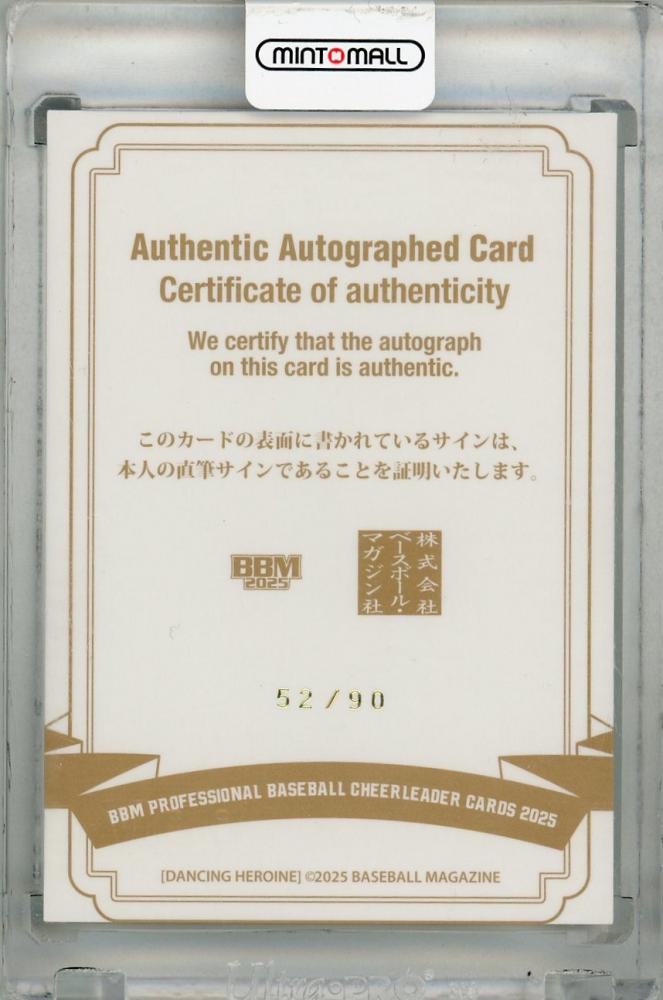 MINTMALL
Authentic Autographed Card
Certificate of authenticity
We certify that the autograph
on this card is authentic.
このカードの表面に書かれているサインは、
本人の直筆サインであることを証明いたします。
BBM
2025
株式会社
ベースボール・
マガジン社
52/90
BBM PROFESSIONAL BASEBALL CHEERLEADER CARDS 2025
[DANCING HEROINE] ©2025 BASEBALL MAGAZINE
Ultra PRO®